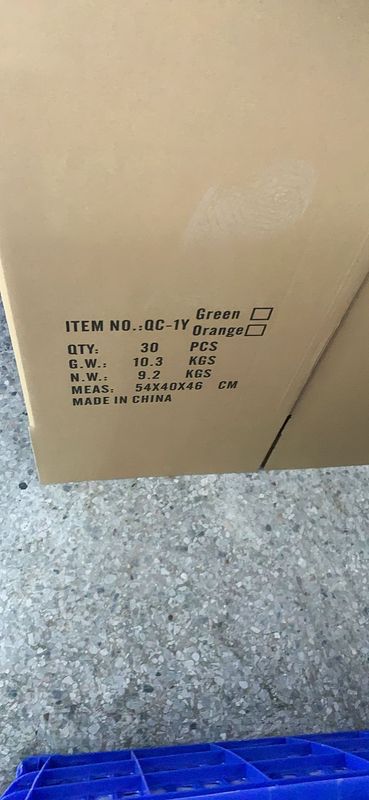 ITEM NO.:QC-1Y Green □
Orange □
QTY: 30 PCS
G.W.: 10.3 KGS
N.W.: 9.2 KGS
MEAS: 54X40X46 CM
MADE IN CHINA